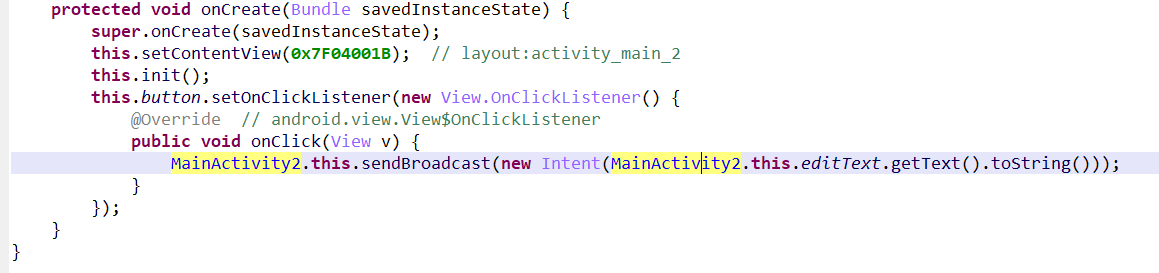 protected void onCreate(Bundle savedInstanceState) {
super.onCreate(savedInstanceState);
this.setContentView(0x7F04001B);  // layout:activity_main_2
this.init();
this.button.setOnClickListener(new View.OnClickListener() {
@Override  // android.view.View$OnClickListener
public void onClick(View v) {
MainActivity2.this.sendBroadcast(new Intent(MainActivity2.this.editText.getText().toString()));
}
});
}
}